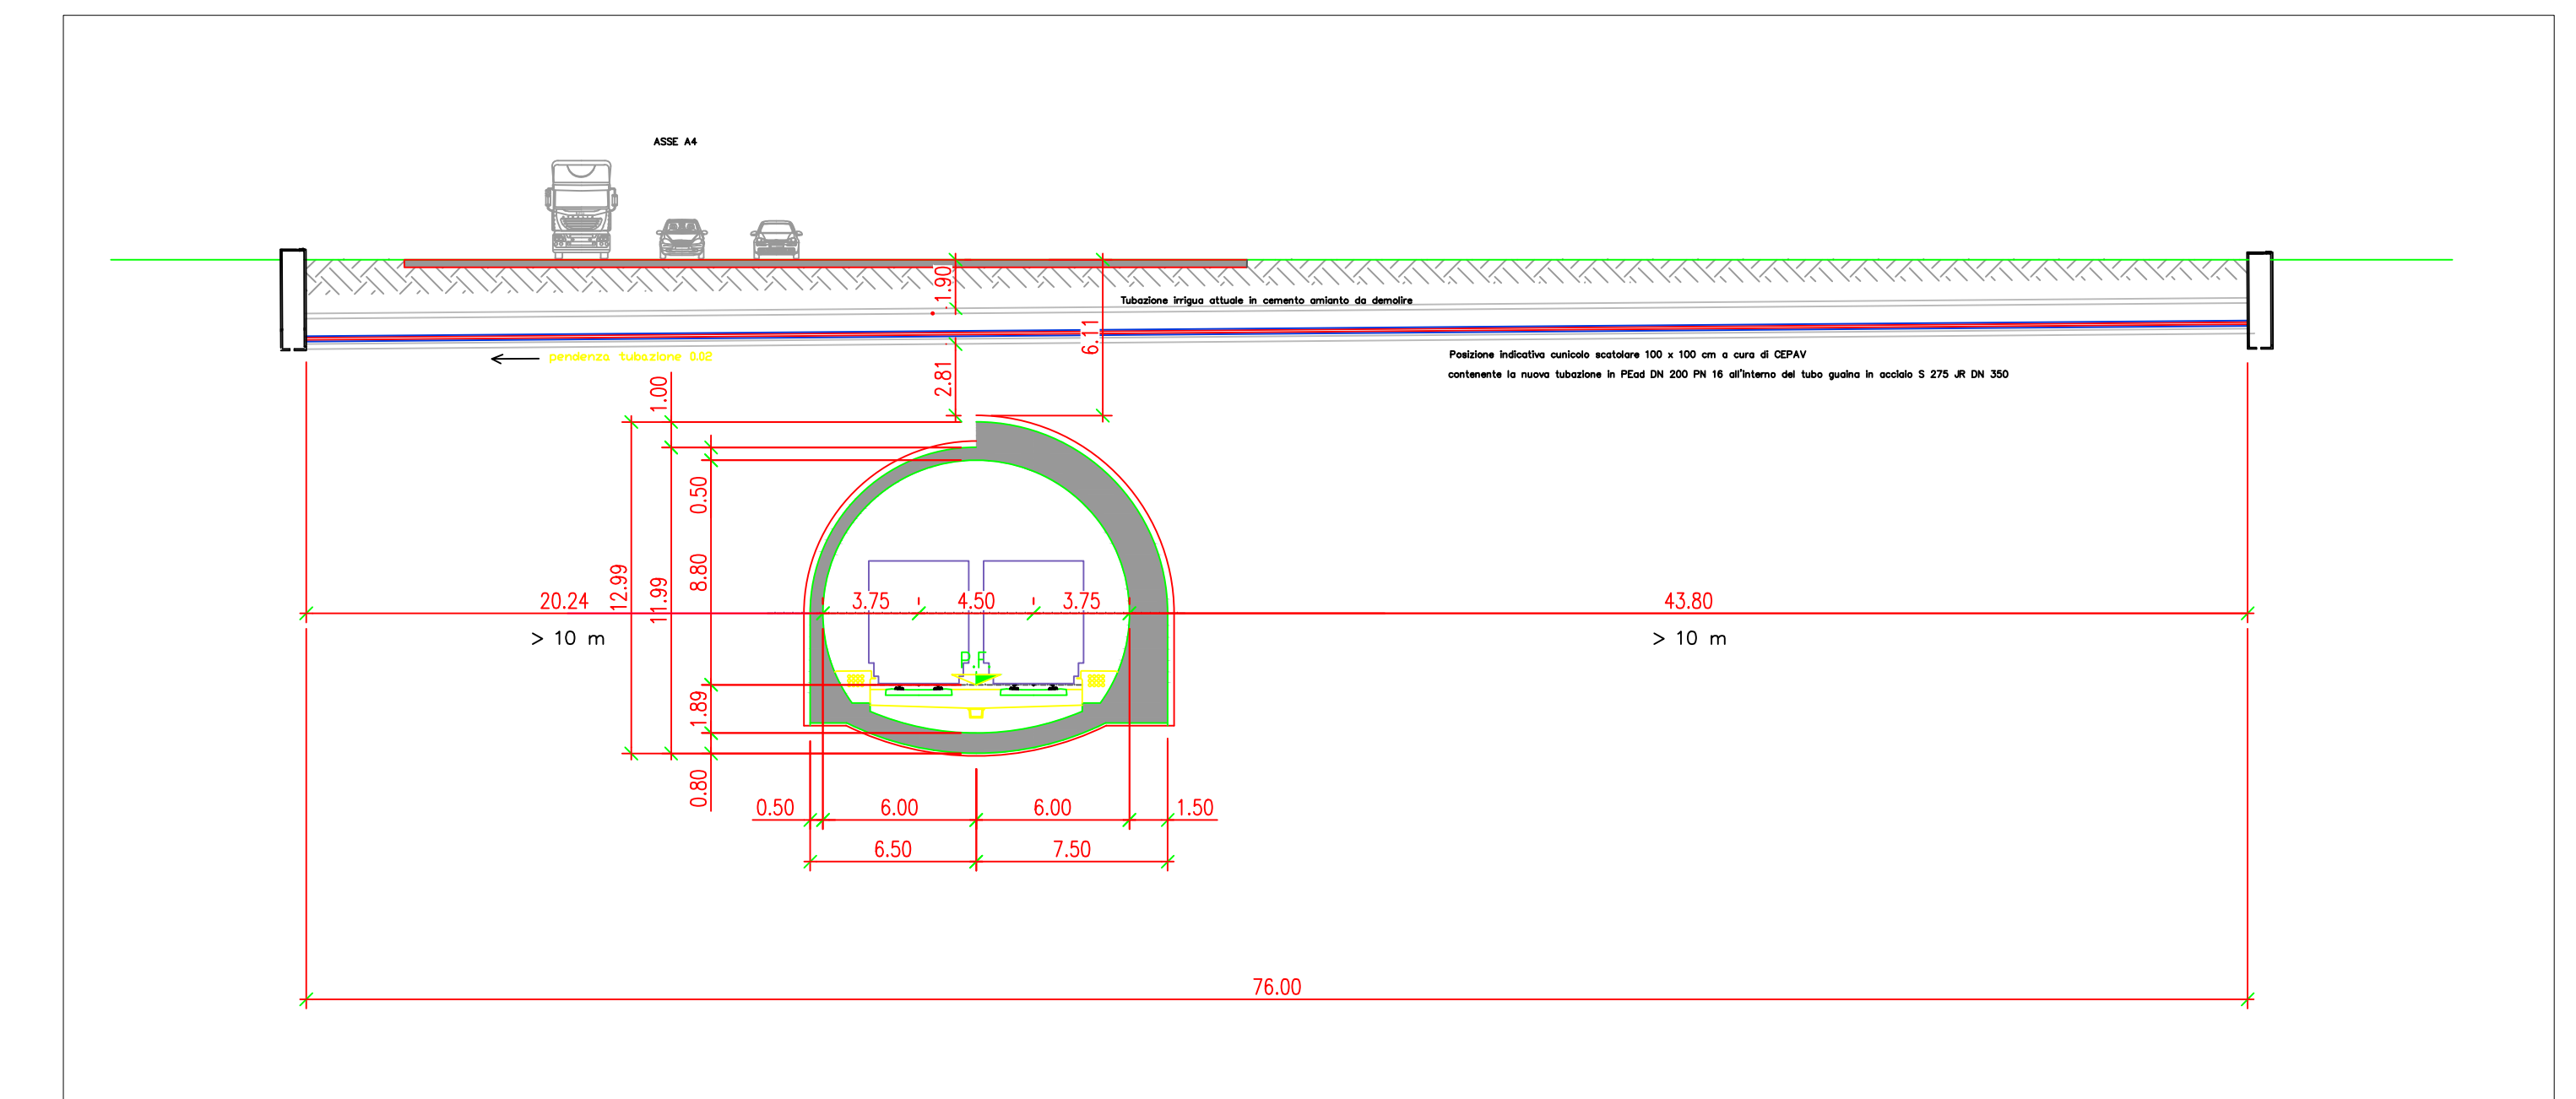 ASSE A4
1.90
Tubazione irrigua attuale in cemento amianto da demolire
6.11
pendenza tubazione 0.02
Posizione indicativa cunicolo scatolare 100 x 100 cm a cura di CEPAV
contenente la nuova tubazione in PEad DN 200 PN 16 all'interno del tubo guaina in acciaio S 275 JR DN 350
2.81
1.00
0.50
8.80
12.99
11.99
20.24
3.75
4.50
3.75
43.80
> 10 m
> 10 m
P.F.
1.89
0.80
0.50
6.00
6.00
1.50
6.50
7.50
76.00